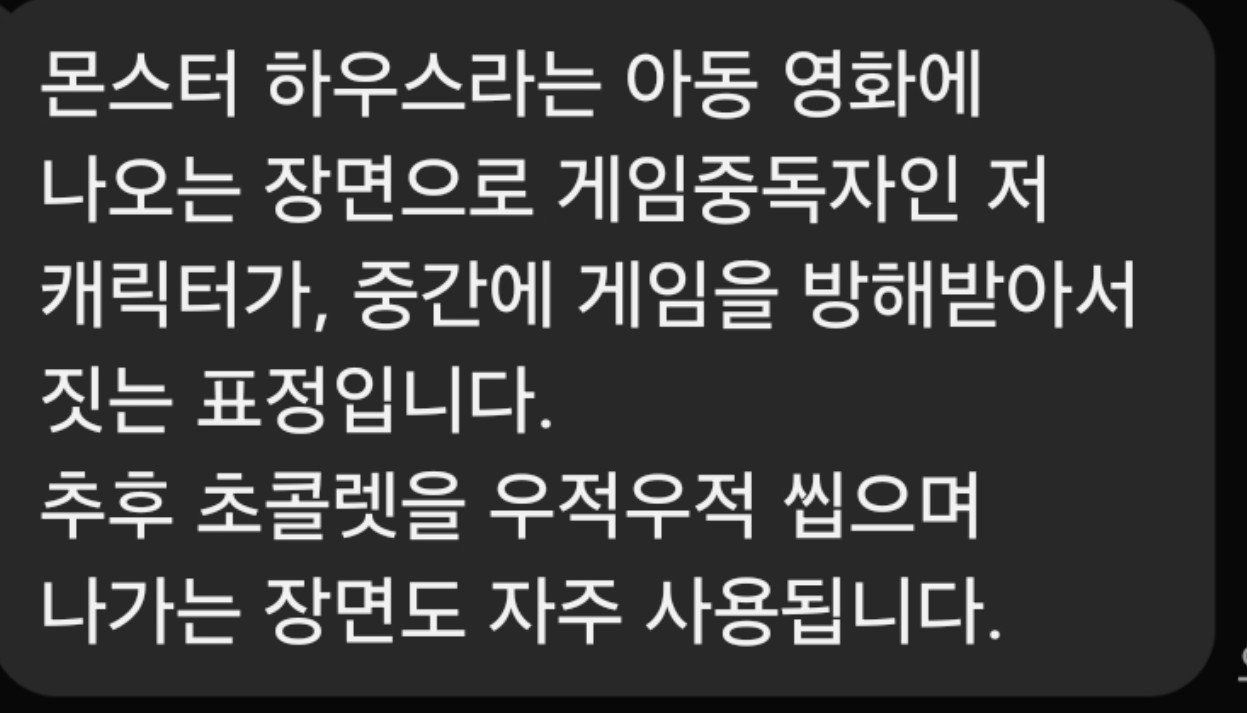 몬스터 하우스라는 아동 영화에
나오는 장면으로 게임중독자인 저
캐릭터가, 중간에 게임을 방해받아서
짓는 표정입니다.
추후 초콜렛을 우적우적 씹으며
나가는 장면도 자주 사용됩니다.